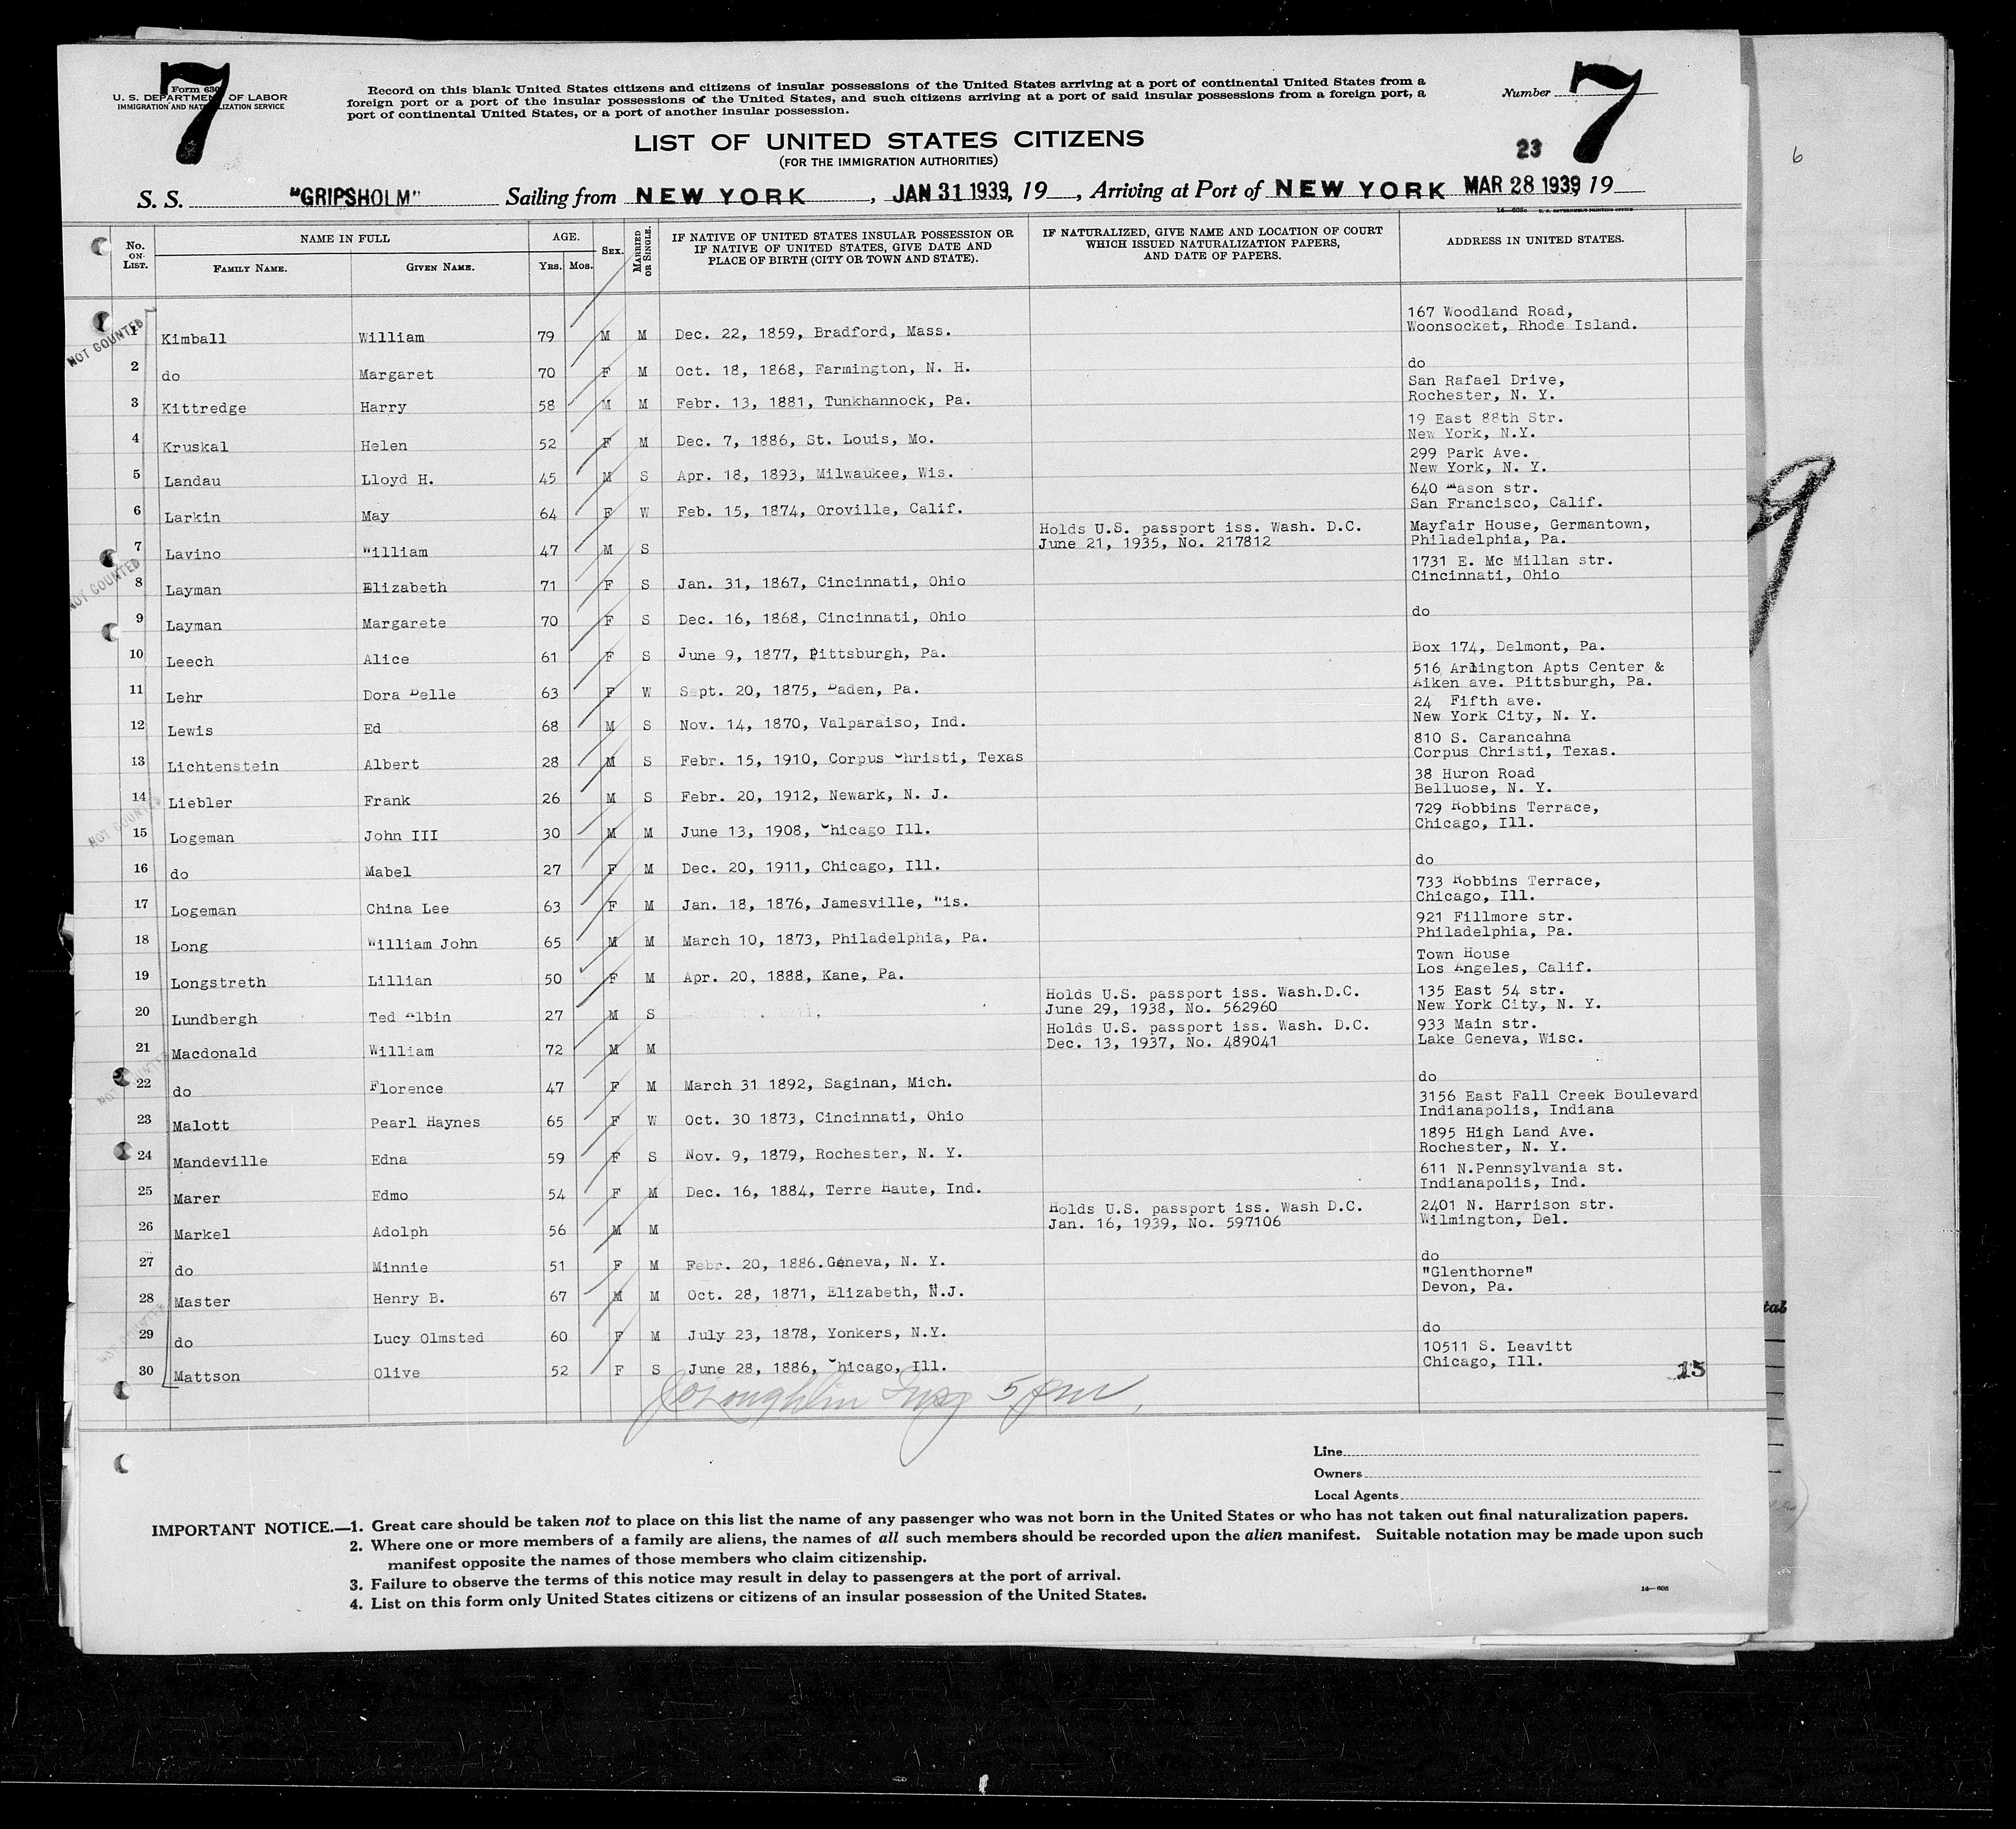 7
Form 630
U. S. DEPARTMENT OF LABOR
IMMIGRATION AND NATURALIZATION SERVICE
Record on this blank United States citizens and citizens of insular possessions of the United States arriving at a port of continental United States from a
foreign port or a port of the insular possessions of the United States, and such citizens arriving at a port of said insular possessions from a foreign port, a
port of continental United States, or a port of another insular possession.
Number 7
LIST OF UNITED STATES CITIZENS
(FOR THE IMMIGRATION AUTHORITIES)
23
6
S. S. "GRIPSHOLM" Sailing from NEW YORK, JAN 31 1939, 19, Arriving at Port of NEW YORK MAR 28 1939, 19
No. ON LIST. NAME IN FULL FAMILY NAME. GIVEN NAME. AGE. YRS. MOS. SEX. MARRIED OR SINGLE. IF NATIVE OF UNITED STATES INSULAR POSSESSION OR IF NATIVE OF UNITED STATES, GIVE DATE AND PLACE OF BIRTH (CITY OR TOWN AND STATE). IF NATURALIZED, GIVE NAME AND LOCATION OF COURT WHICH ISSUED NATURALIZATION PAPERS, AND DATE OF PAPERS. ADDRESS IN UNITED STATES.
NOT COUNTED
1 Kimball William 79 M M Dec. 22, 1859, Bradford, Mass. 167 Woodland Road, Woonsocket, Rhode Island.
2 do Margaret 70 F M Oct. 18, 1868, Farmington, N. H. do
3 Kittredge Harry 58 M M Febr. 13, 1881, Tunkhannock, Pa. San Rafael Drive, Rochester, N. Y.
4 Kruskal Helen 52 F M Dec. 7, 1886, St. Louis, Mo. 19 East 88th Str. New York, N.Y.
5 Landau Lloyd H. 45 M S Apr. 18, 1893, Milwaukee, Wis. 299 Park Ave. New York, N. Y.
6 Larkin May 64 F W Feb. 15, 1874, Oroville, Calif. 640 Mason str. San Francisco, Calif.
7 Lavino William 47 M S Holds U.S. passport iss. Wash. D.C. June 21, 1935, No. 217812 Mayfair House, Germantown, Philadelphia, Pa.
NOT COUNTED
8 Layman Elizabeth 71 F S Jan. 31, 1867, Cincinnati, Ohio 1731 E. Mc Millan str. Cincinnati, Ohio
9 Layman Margarete 70 F S Dec. 16, 1868, Cincinnati, Ohio do
10 Leech Alice 61 F S June 9, 1877, Pittsburgh, Pa. Box 174, Delmont, Pa.
11 Lehr Dora Belle 63 F W Sept. 20, 1875, Baden, Pa. 516 Arlington Apts Center & Aiken ave. Pittsburgh, Pa.
12 Lewis Ed 68 M S Nov. 14, 1870, Valparaiso, Ind. 24 Fifth ave. New York City, N. Y.
13 Lichtenstein Albert 28 M S Febr. 15, 1910, Corpus Christi, Texas 810 S. Carancahna Corpus Christi, Texas.
14 Liebler Frank 26 M S Febr. 20, 1912, Newark, N. J. 38 Huron Road Belluose, N. Y.
NOT COUNTED
15 Logeman John III 30 M M June 13, 1908, Chicago Ill. 729 Robbins Terrace, Chicago, Ill.
16 do Mabel 27 F M Dec. 20, 1911, Chicago, Ill. do
17 Logeman China Lee 63 F M Jan. 18, 1876, Jamesville, Wis. 733 Robbins Terrace, Chicago, Ill.
18 Long William John 65 M M March 10, 1873, Philadelphia, Pa. 921 Fillmore str. Philadelphia, Pa.
19 Longstreth Lillian 50 F M Apr. 20, 1888, Kane, Pa. Town House Los Angeles, Calif.
20 Lundbergh Ted Albin 27 M S Holds U.S. passport iss. Wash.D.C. June 29, 1938, No. 562960 135 East 54 str. New York City, N. Y.
21 Macdonald William 72 M M Holds U.S. passport iss. Wash. D.C. Dec. 13, 1937, No. 489041 933 Main str. Lake Geneva, Wisc.
NOT COUNTED
22 do Florence 47 F M March 31 1892, Saginan, Mich. do
23 Malott Pearl Haynes 65 F W Oct. 30 1873, Cincinnati, Ohio 3156 East Fall Creek Boulevard Indianapolis, Indiana
24 Mandeville Edna 59 F S Nov. 9, 1879, Rochester, N. Y. 1895 High Land Ave. Rochester, N. Y.
25 Marer Edmo 54 F M Dec. 16, 1884, Terre Haute, Ind. 611 N.Pennsylvania st. Indianapolis, Ind.
26 Markel Adolph 56 M M Holds U.S. passport iss. Wash D.C. Jan. 16, 1939, No. 597106 2401 N. Harrison str. Wilmington, Del.
27 do Minnie 51 F M Febr. 20, 1886. Geneva, N. Y. do
28 Master Henry B. 67 M M Oct. 28, 1871, Elizabeth, N.J. "Glenthorne" Devon, Pa.
NOT COUNTED
29 do Lucy Olmsted 60 F M July 23, 1878, Yonkers, N.Y. do
30 Mattson Olive 52 F S June 28, 1886, Chicago, Ill. 10511 S. Leavitt Chicago, Ill.
15
Line
Owners
Local Agents
IMPORTANT NOTICE.—1. Great care should be taken not to place on this list the name of any passenger who was not born in the United States or who has not taken out final naturalization papers.
2. Where one or more members of a family are aliens, the names of all such members should be recorded upon the alien manifest. Suitable notation may be made upon such
manifest opposite the names of those members who claim citizenship.
3. Failure to observe the terms of this notice may result in delay to passengers at the port of arrival.
4. List on this form only United States citizens or citizens of an insular possession of the United States.
14—608